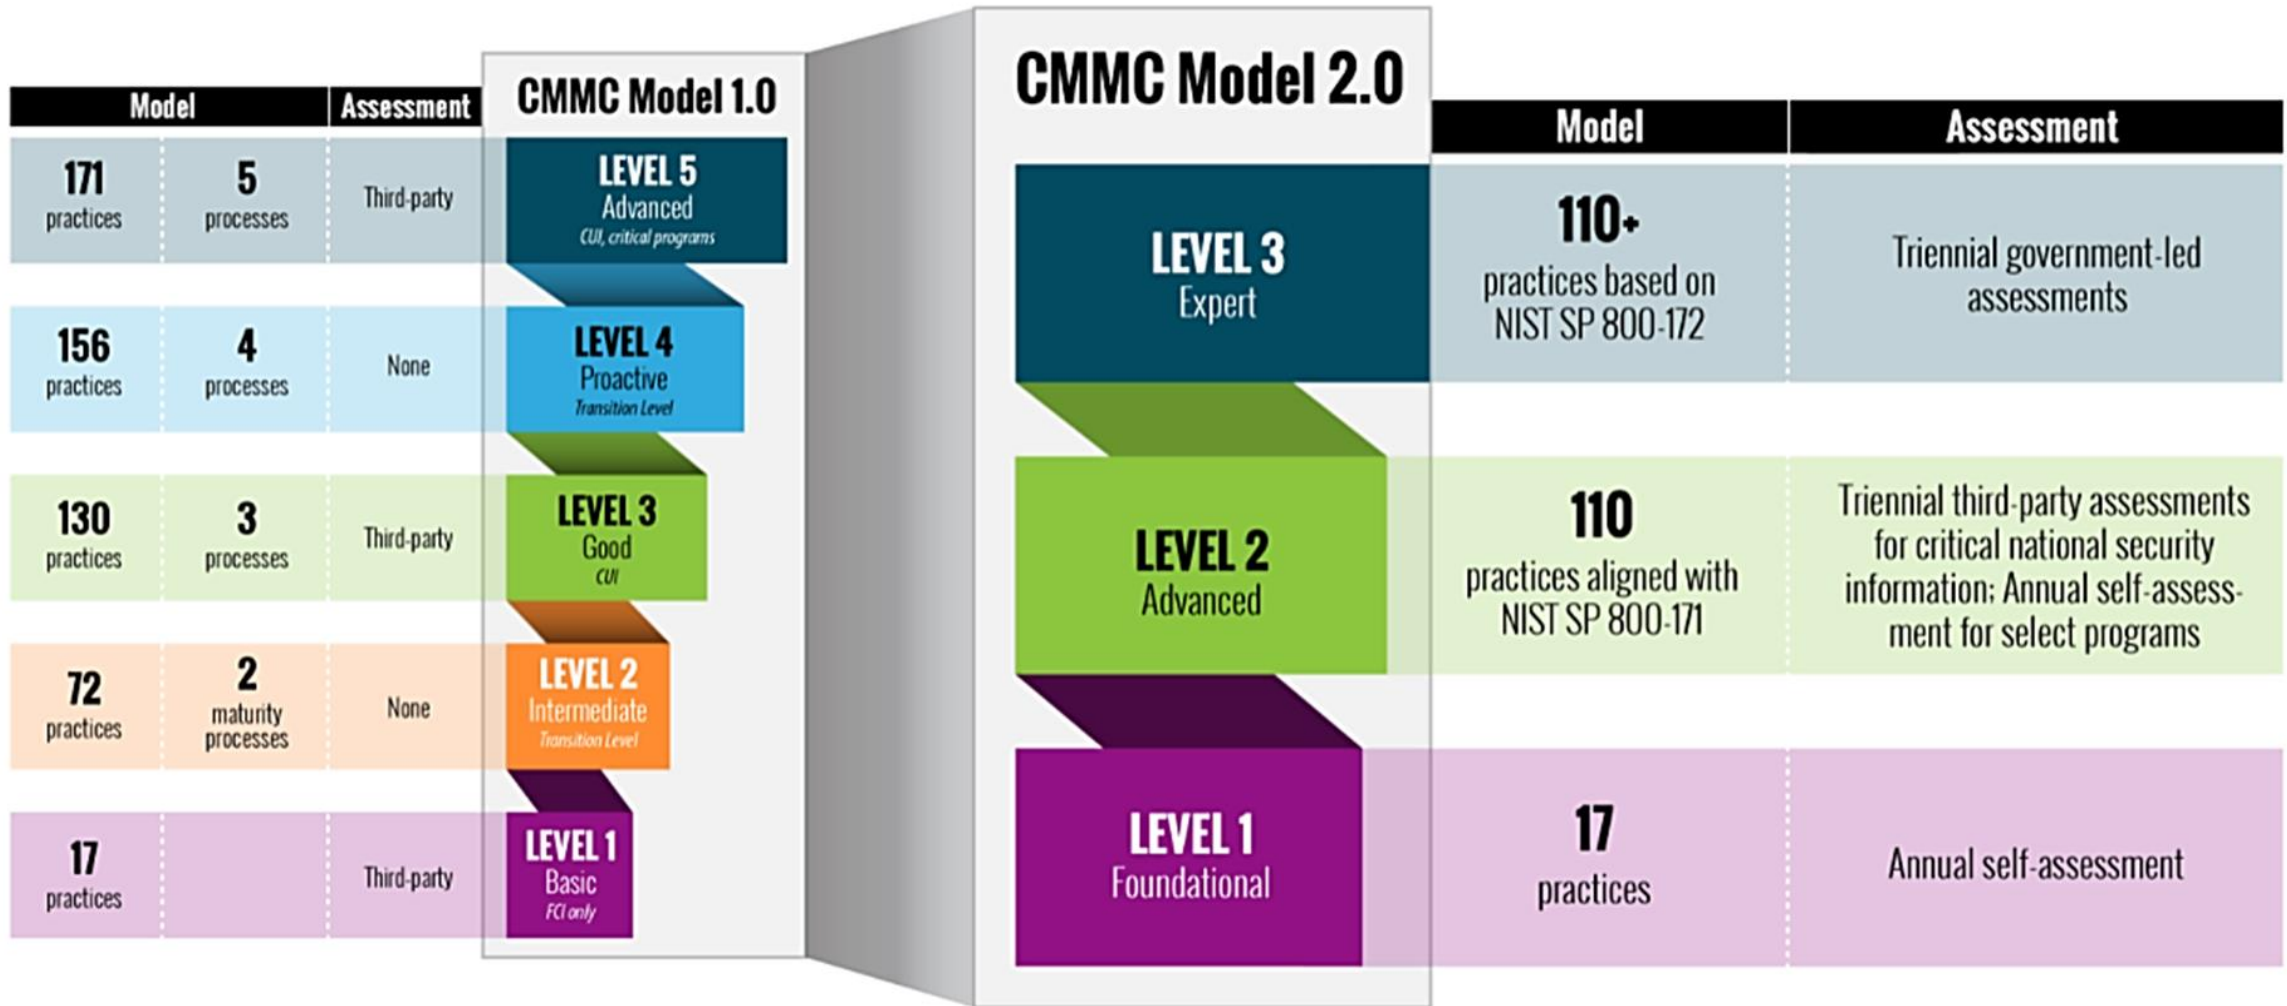 Model
Assessment
CMMC Model 1.0
171
practices
5
processes
Third-party
LEVEL 5
Advanced
CUI, critical programs
156
practices
4
processes
None
LEVEL 4
Proactive
Transition Level
130
practices
3
processes
Third-party
LEVEL 3
Good
CUI
72
practices
2
maturity
processes
None
LEVEL 2
Intermediate
Transition Level
17
practices
Third-party
LEVEL 1
Basic
FCI only
CMMC Model 2.0
Model
Assessment
LEVEL 3
Expert
110+
practices based on
NIST SP 800-172
Triennial government-led
assessments
LEVEL 2
Advanced
110
practices aligned with
NIST SP 800-171
Triennial third-party assessments
for critical national security
information; Annual self-assess-
ment for select programs
LEVEL 1
Foundational
17
practices
Annual self-assessment